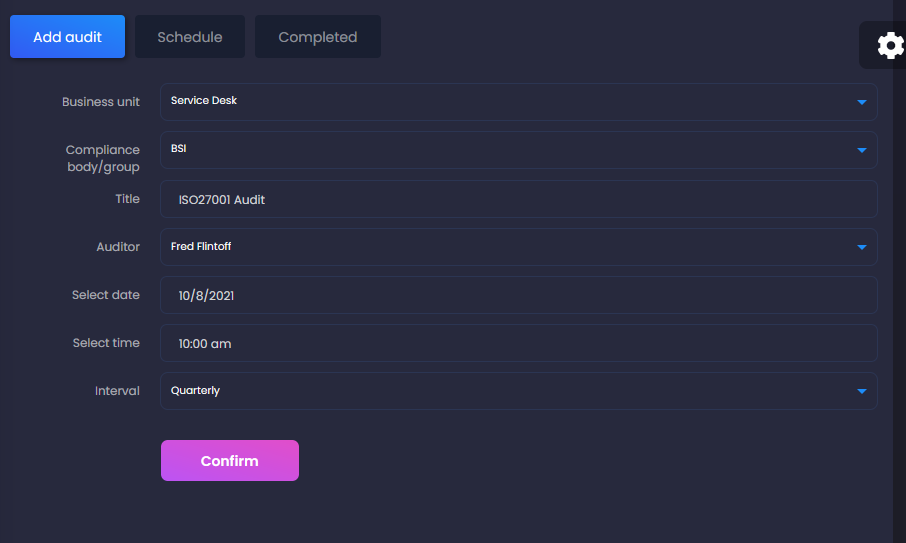 Add audit
Schedule
Completed
Business unit
Service Desk
Compliance
body/group
BSI
Title
ISO27001 Audit
Auditor
Fred Flintoff
Select date
10/8/2021
Select time
10:00 am
Interval
Quarterly
Confirm